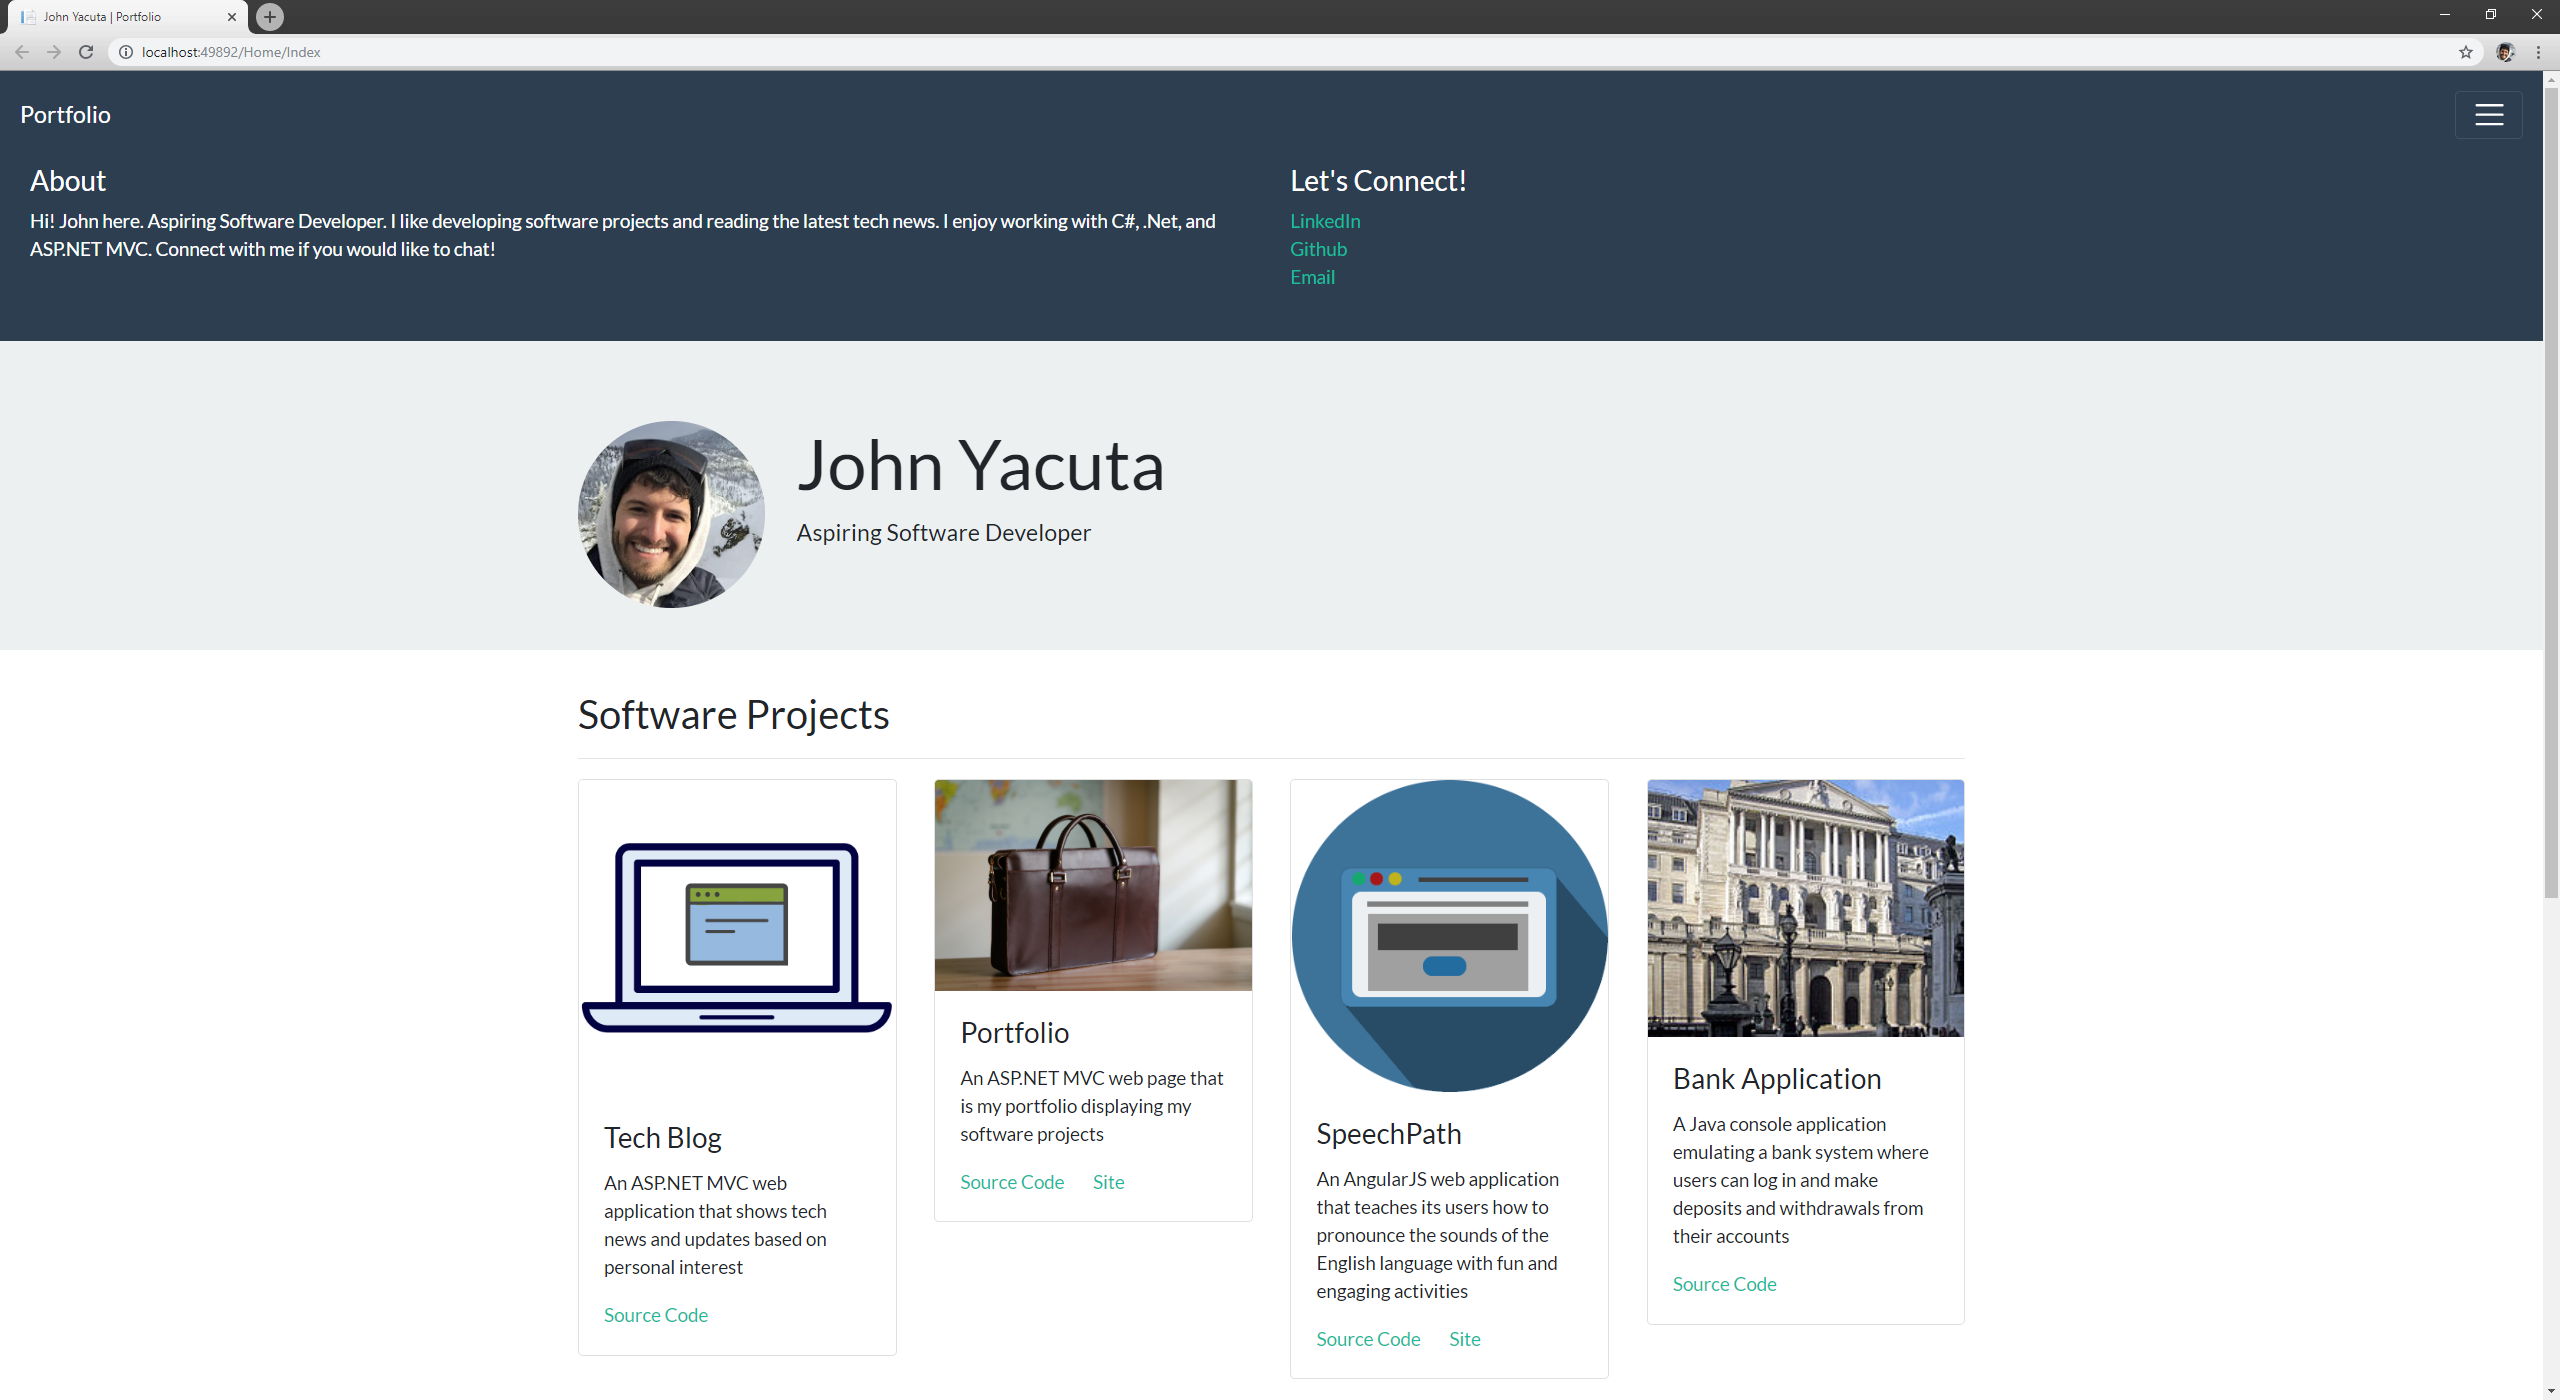 John Yacuta | Portfolio
localhost:49892/Home/Index
Portfolio
About
Hi! John here. Aspiring Software Developer. I like developing software projects and reading the latest tech news. I enjoy working with C#, .Net, and
ASP.NET MVC. Connect with me if you would like to chat!
Let's Connect!
LinkedIn
Github
Email
John Yacuta
Aspiring Software Developer
Software Projects
Tech Blog
An ASP.NET MVC web
application that shows tech
news and updates based on
personal interest
Source Code
Portfolio
An ASP.NET MVC web page that
is my portfolio displaying my
software projects
Source Code Site
SpeechPath
An AngularJS web application
that teaches its users how to
pronounce the sounds of the
English language with fun and
engaging activities
Source Code Site
Bank Application
A Java console application
emulating a bank system where
users can log in and make
deposits and withdrawals from
their accounts
Source Code